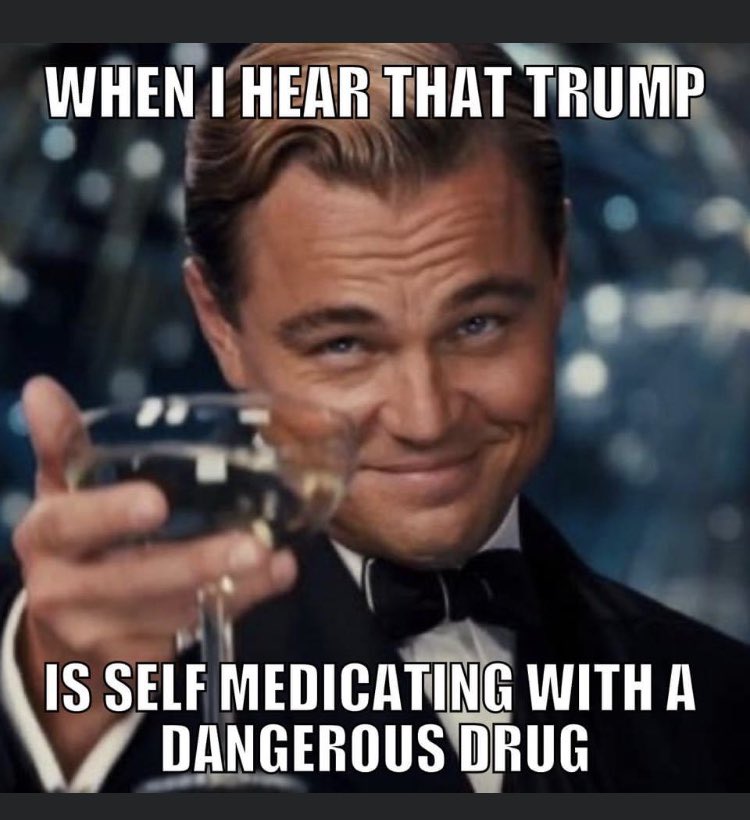 WHEN I HEAR THAT TRUMP
IS SELF MEDICATING WITH A
DANGEROUS DRUG